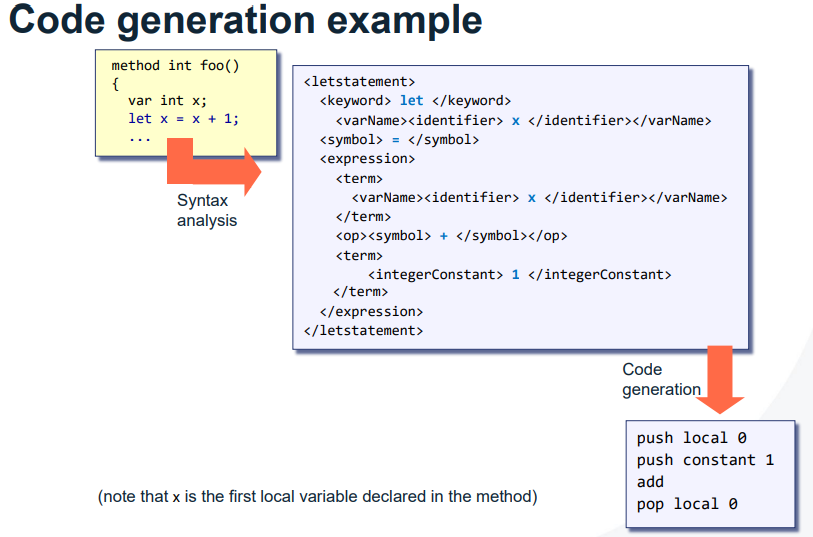 Code generation example
method int foo()
{
var int x;
let x = x + 1;
...
Syntax
analysis
<letstatement>
<keyword> let </keyword>
<varName><identifier> x </identifier></varName>
<symbol> = </symbol>
<expression>
<term>
<varName><identifier> x </identifier></varName>
</term>
<op><symbol> + </symbol></op>
<term>
<integerConstant> 1 </integerConstant>
</term>
</expression>
</letstatement>
Code
generation
push local 0
push constant 1
add
pop local 0
(note that x is the first local variable declared in the method)